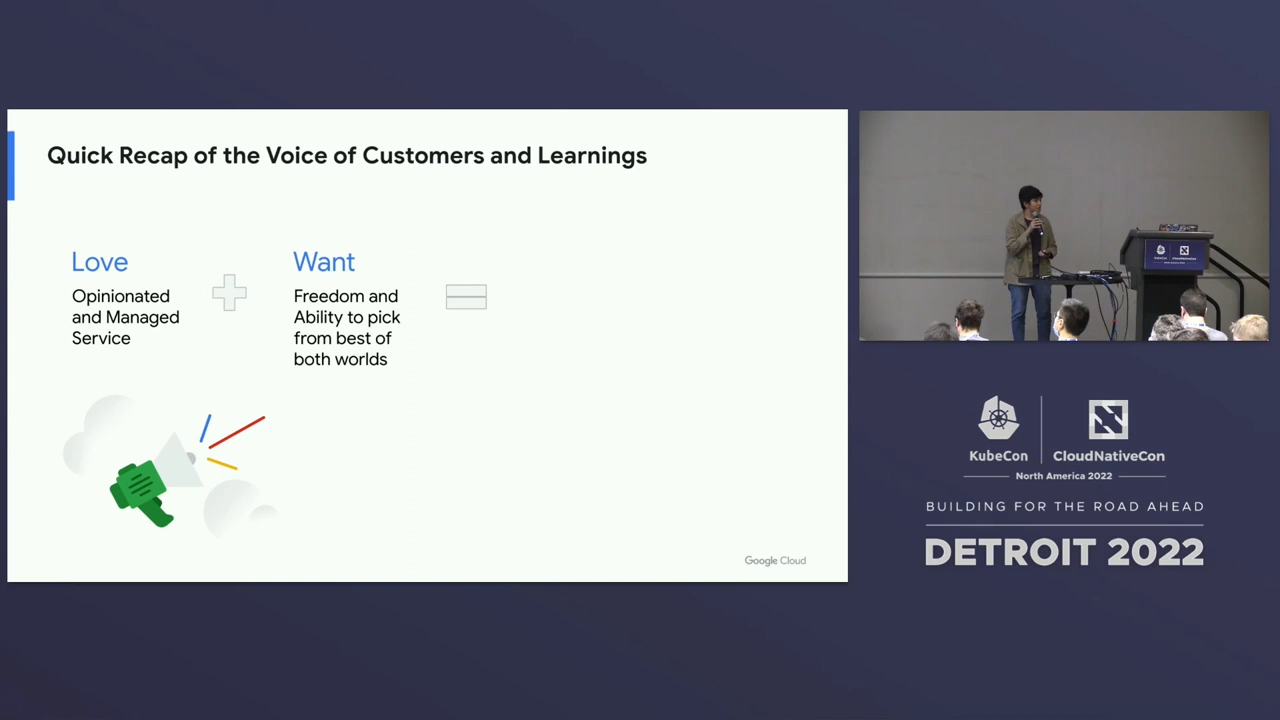 Quick Recap of the Voice of Customers and Learnings
Love
Opinionated
and Managed
Service
Want
Freedom and
Ability to pick
from best of
both worlds
Google Cloud
KubeCon
CloudNativeCon
North America 2022
BUILDING FOR THE ROAD AHEAD
DETROIT 2022